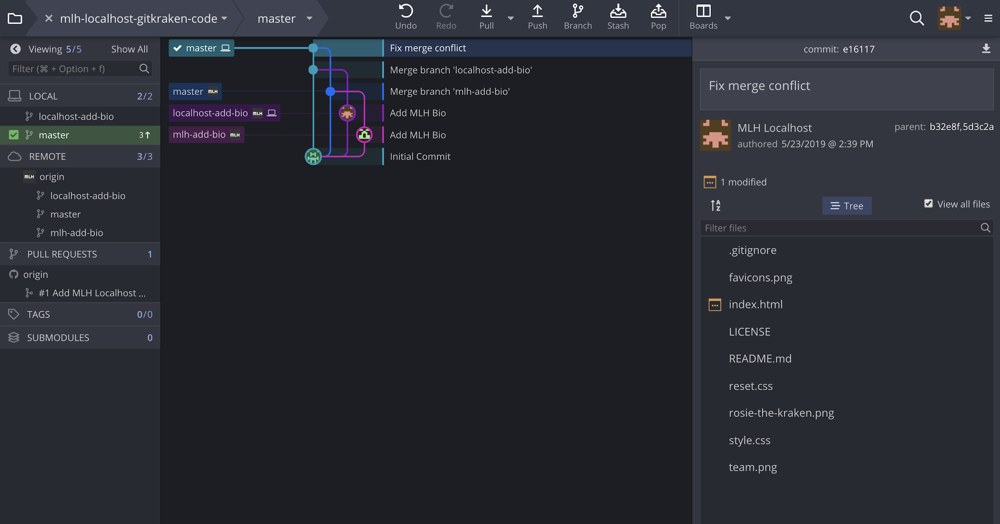 mlh-localhost-gitkraken-code
master
Undo
Redo
Pull
Push
Branch
Stash
Pop
Boards
Viewing 5/5
Show All
Filter (⌘ + Option + f)
LOCAL 2/2
localhost-add-bio
master 3↑
REMOTE 3/3
MLH origin
localhost-add-bio
master
mlh-add-bio
PULL REQUESTS 1
origin
#1 Add MLH Localhost ...
TAGS 0/0
SUBMODULES 0
master
Fix merge conflict
Merge branch 'localhost-add-bio'
master MLH
Merge branch 'mlh-add-bio'
localhost-add-bio MLH
Add MLH Bio
mlh-add-bio MLH
Add MLH Bio
Initial Commit
commit: e16117
Fix merge conflict
MLH Localhost
parent: b32e8f,5d3c2a
authored 5/23/2019 @ 2:39 PM
1 modified
A
Z
Tree
View all files
Filter files
.gitignore
favicons.png
index.html
LICENSE
README.md
reset.css
rosie-the-kraken.png
style.css
team.png